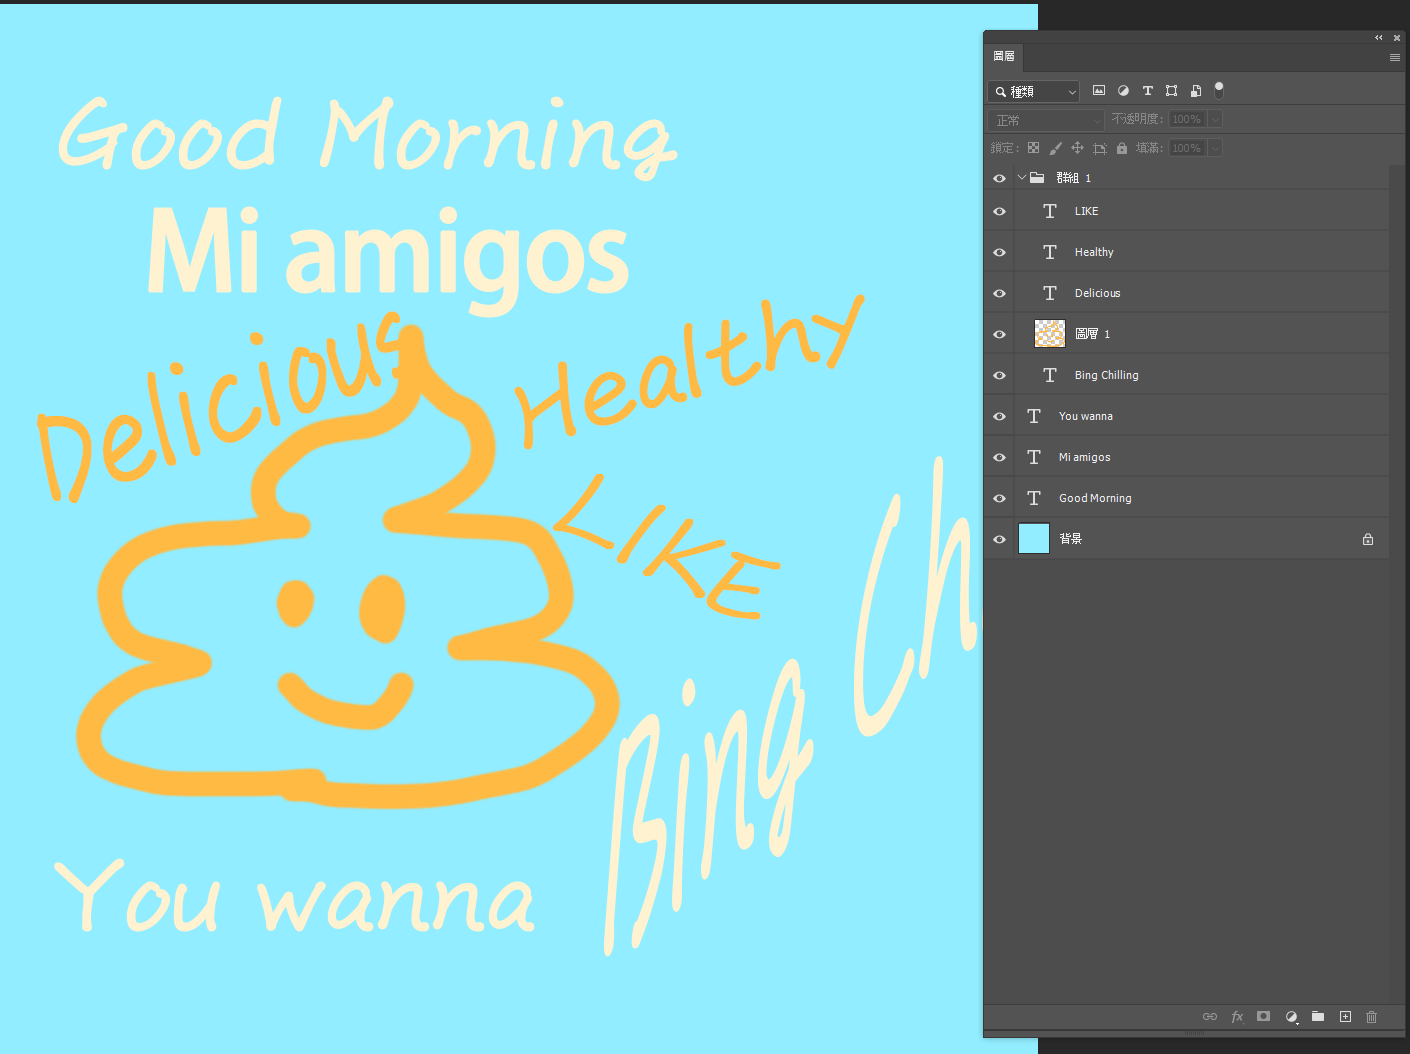 Good Morning
Mi amigos
Delicious
Healthy
LIKE
Bing Ch
You wanna
圖層
種類
正常
不透明度: 100%
鎖定:
填滿: 100%
群組 1
LIKE
Healthy
Delicious
圖層 1
Bing Chilling
You wanna
Mi amigos
Good Morning
背景
fx